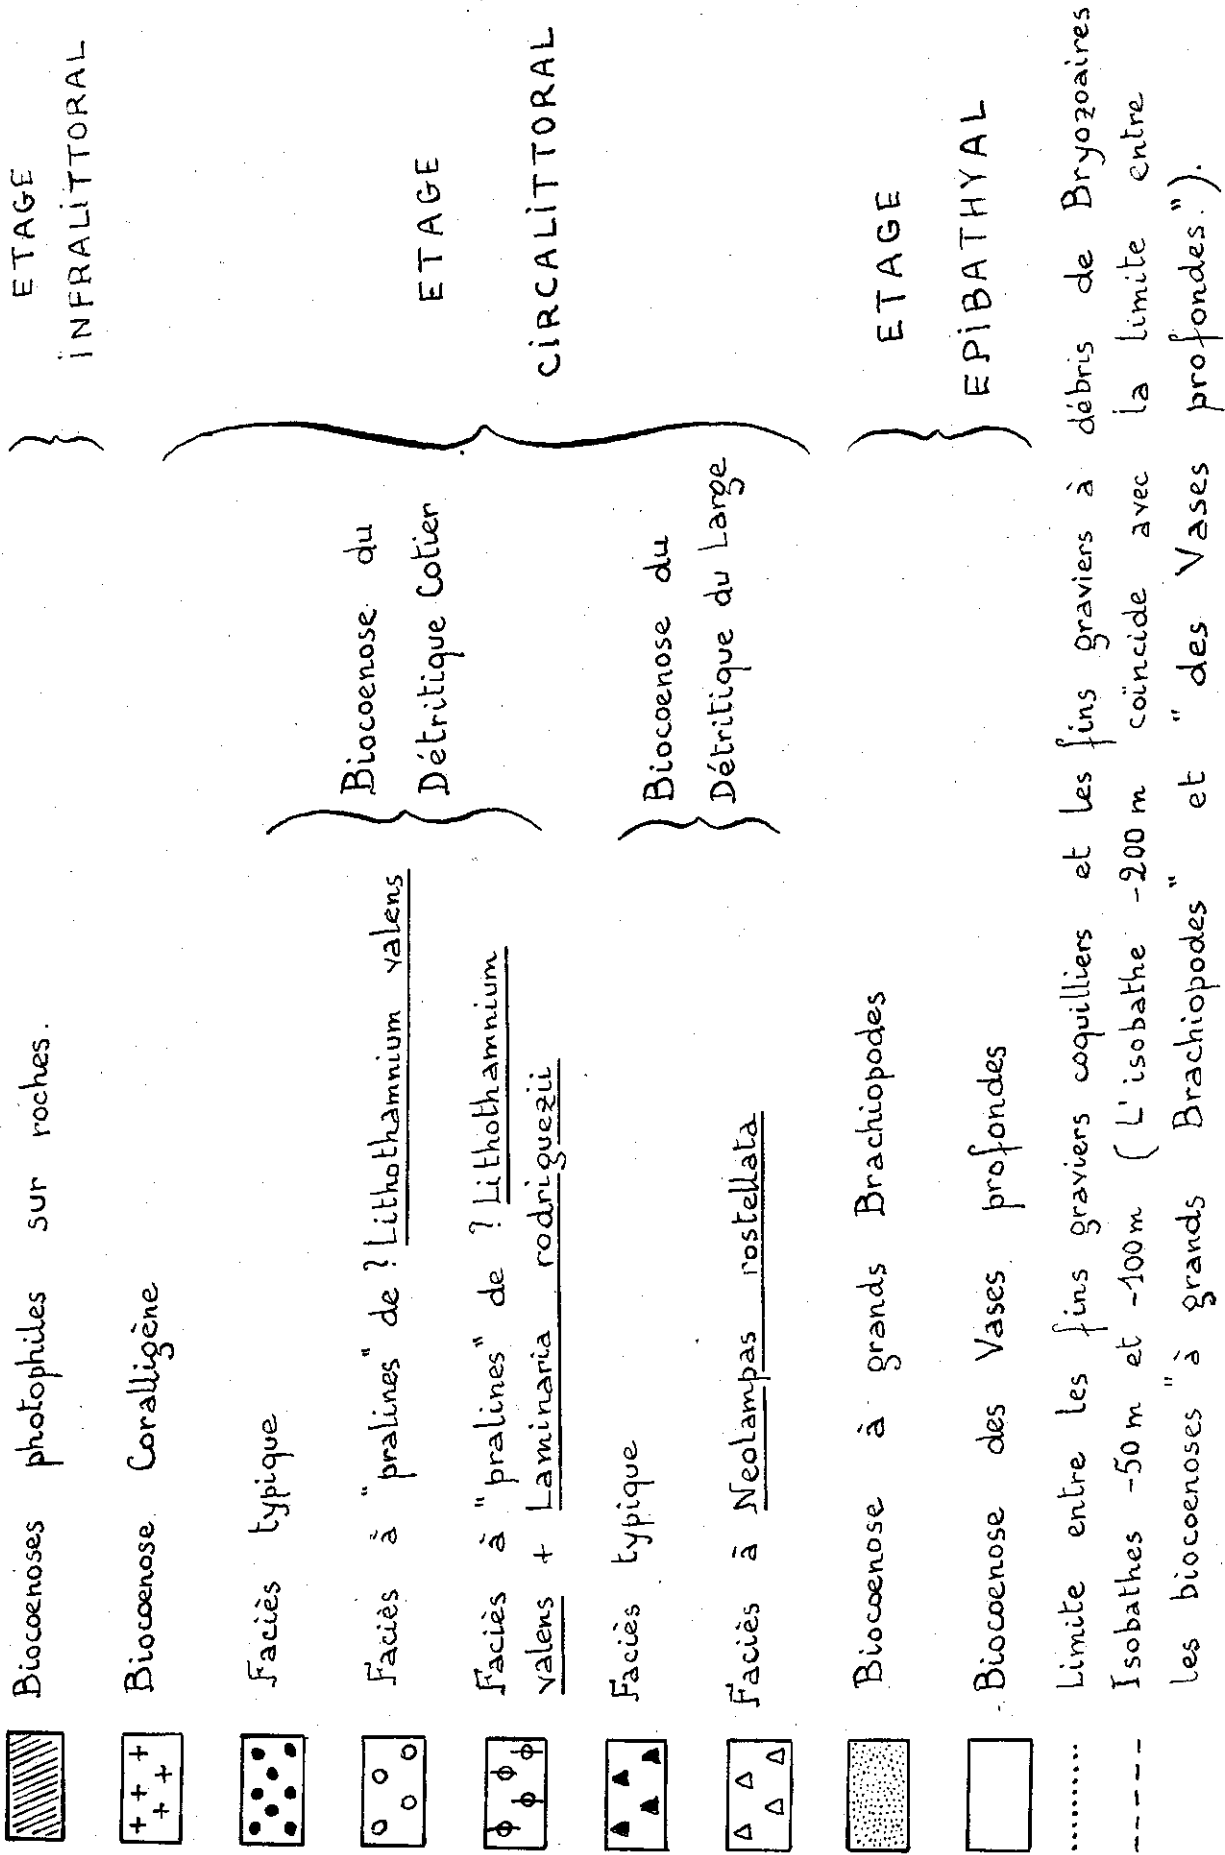 Biocoenoses photophiles sur roches.
ETAGE
INFRALITTORAL
Biocoenose Coralligène
Faciès typique
Faciès à "pralines" de ? Lithothamnium valens
Faciès à "pralines" de ? Lithothamnium
valens + Laminaria rodriguezii
Biocoenose du
Détritique Cotier
Faciès typique
Faciès à Neolampas rostellata
Biocoenose du
Détritique du Large
ETAGE
CIRCALITTORAL
Biocoenose à grands Brachiopodes
Biocoenose des Vases profondes
ETAGE
EPIBATHYAL
Limite entre les fins graviers coquilliers et les fins graviers à débris de Bryozoaires
Isobathes -50m et -100m (L'isobathe -200m coïncide avec la limite entre
les biocoenoses "à grands Brachiopodes" et "des Vases profondes.").